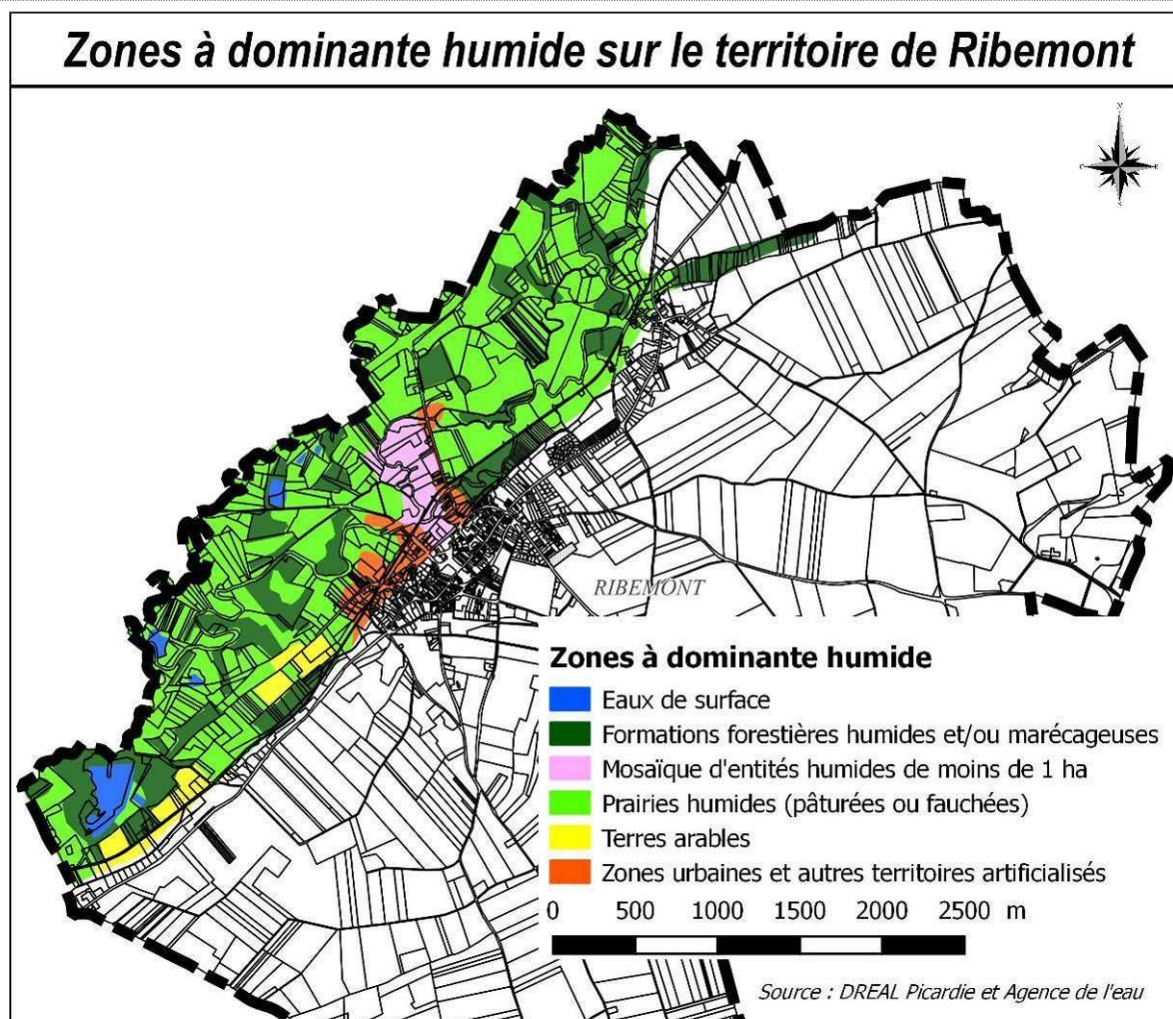 Zones à dominante humide sur le territoire de Ribemont
RIBEMONT
Zones à dominante humide
Eaux de surface
Formations forestières humides et/ou marécageuses
Mosaïque d'entités humides de moins de 1 ha
Prairies humides (pâturées ou fauchées)
Terres arables
Zones urbaines et autres territoires artificialisés
0 500 1000 1500 2000 2500 m
Source : DREAL Picardie et Agence de l'eau